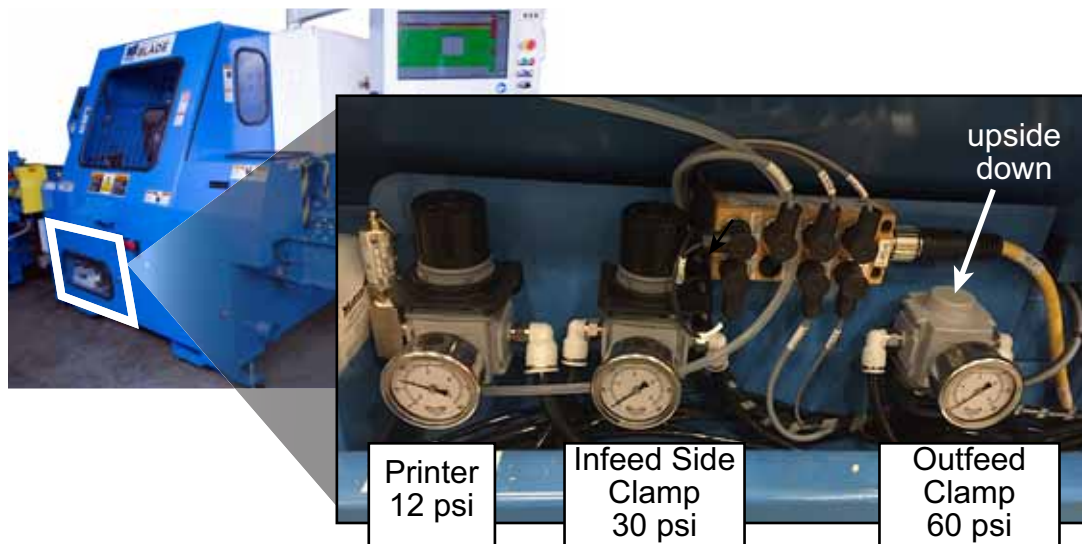 BLADE
upside
down
Printer
12 psi
Infeed Side
Clamp
30 psi
Outfeed
Clamp
60 psi